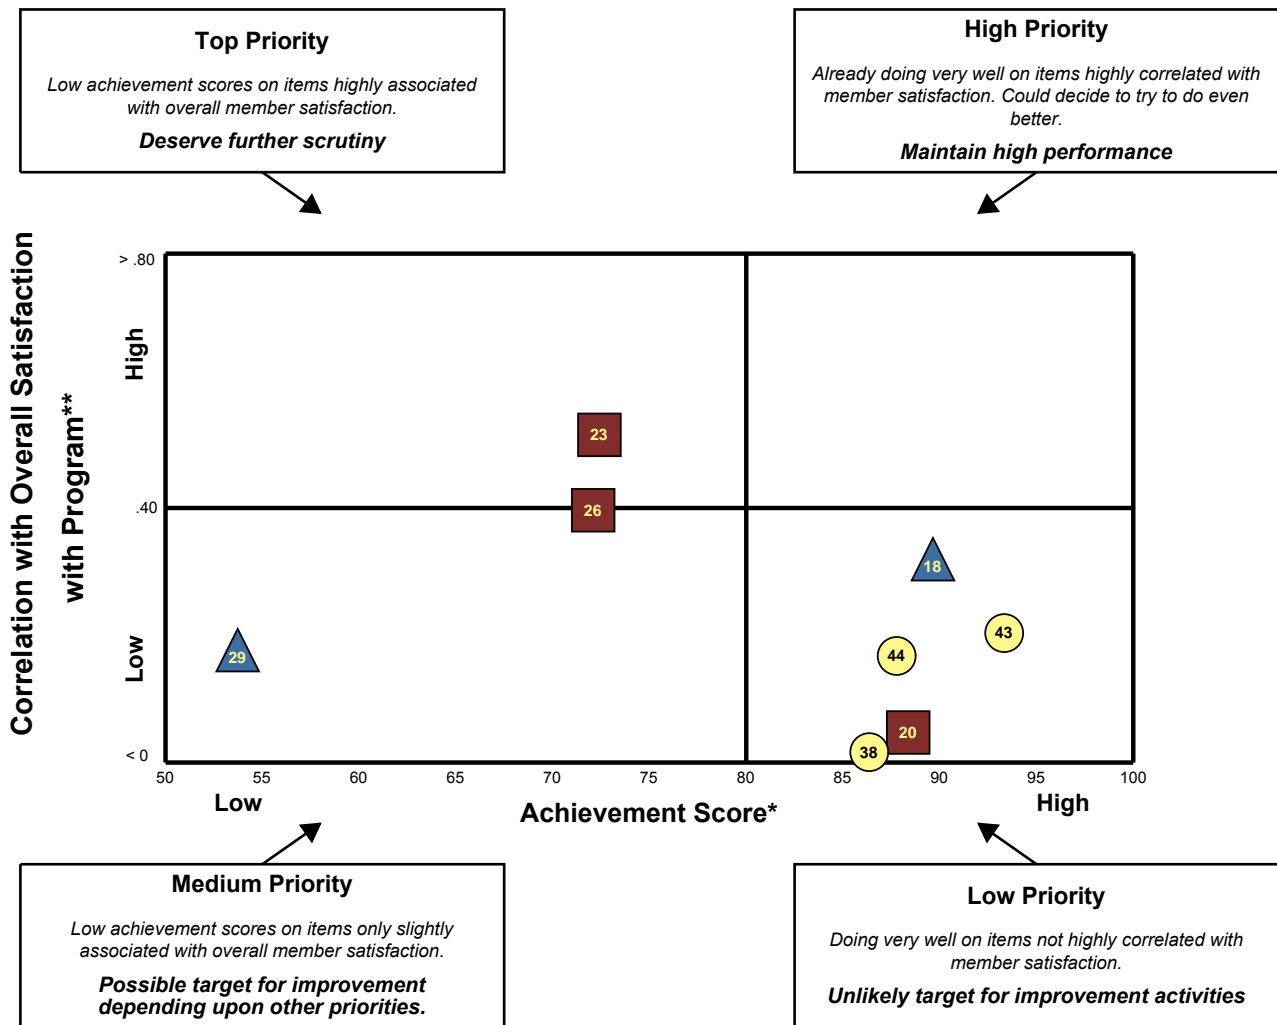 Top Priority
Low achievement scores on items highly associated
with overall member satisfaction.
Deserve further scrutiny
High Priority
Already doing very well on items highly correlated with
member satisfaction. Could decide to try to do even
better.
Maintain high performance
Correlation with Overall Satisfaction
with Program**
> .80
High
.40
Low
< 0
23
26
18
43
44
29
20
38
50 55 60 65 70 75 80 85 90 95 100
Low
Achievement Score*
High
Medium Priority
Low achievement scores on items only slightly
associated with overall member satisfaction.
Possible target for improvement
depending upon other priorities.
Low Priority
Doing very well on items not highly correlated with
member satisfaction.
Unlikely target for improvement activities